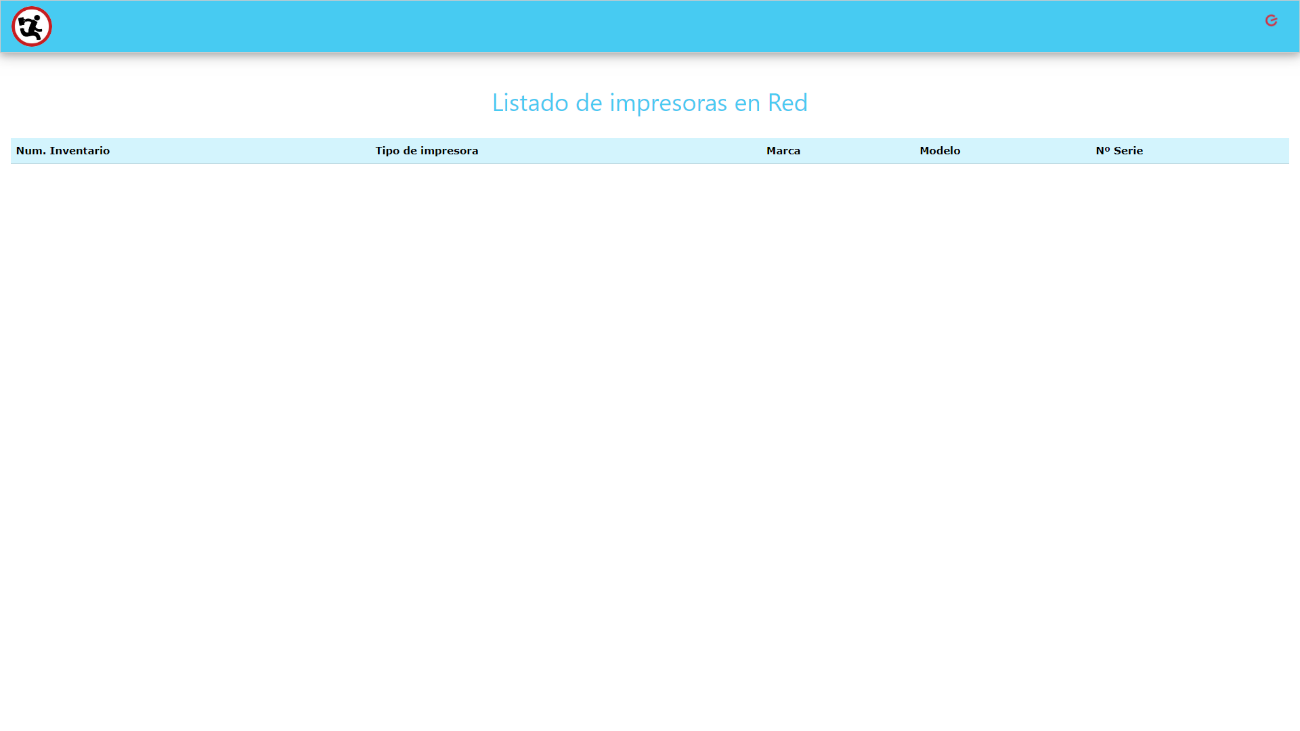 Listado de impresoras en Red
Num. Inventario Tipo de impresora Marca Modelo Nº Serie